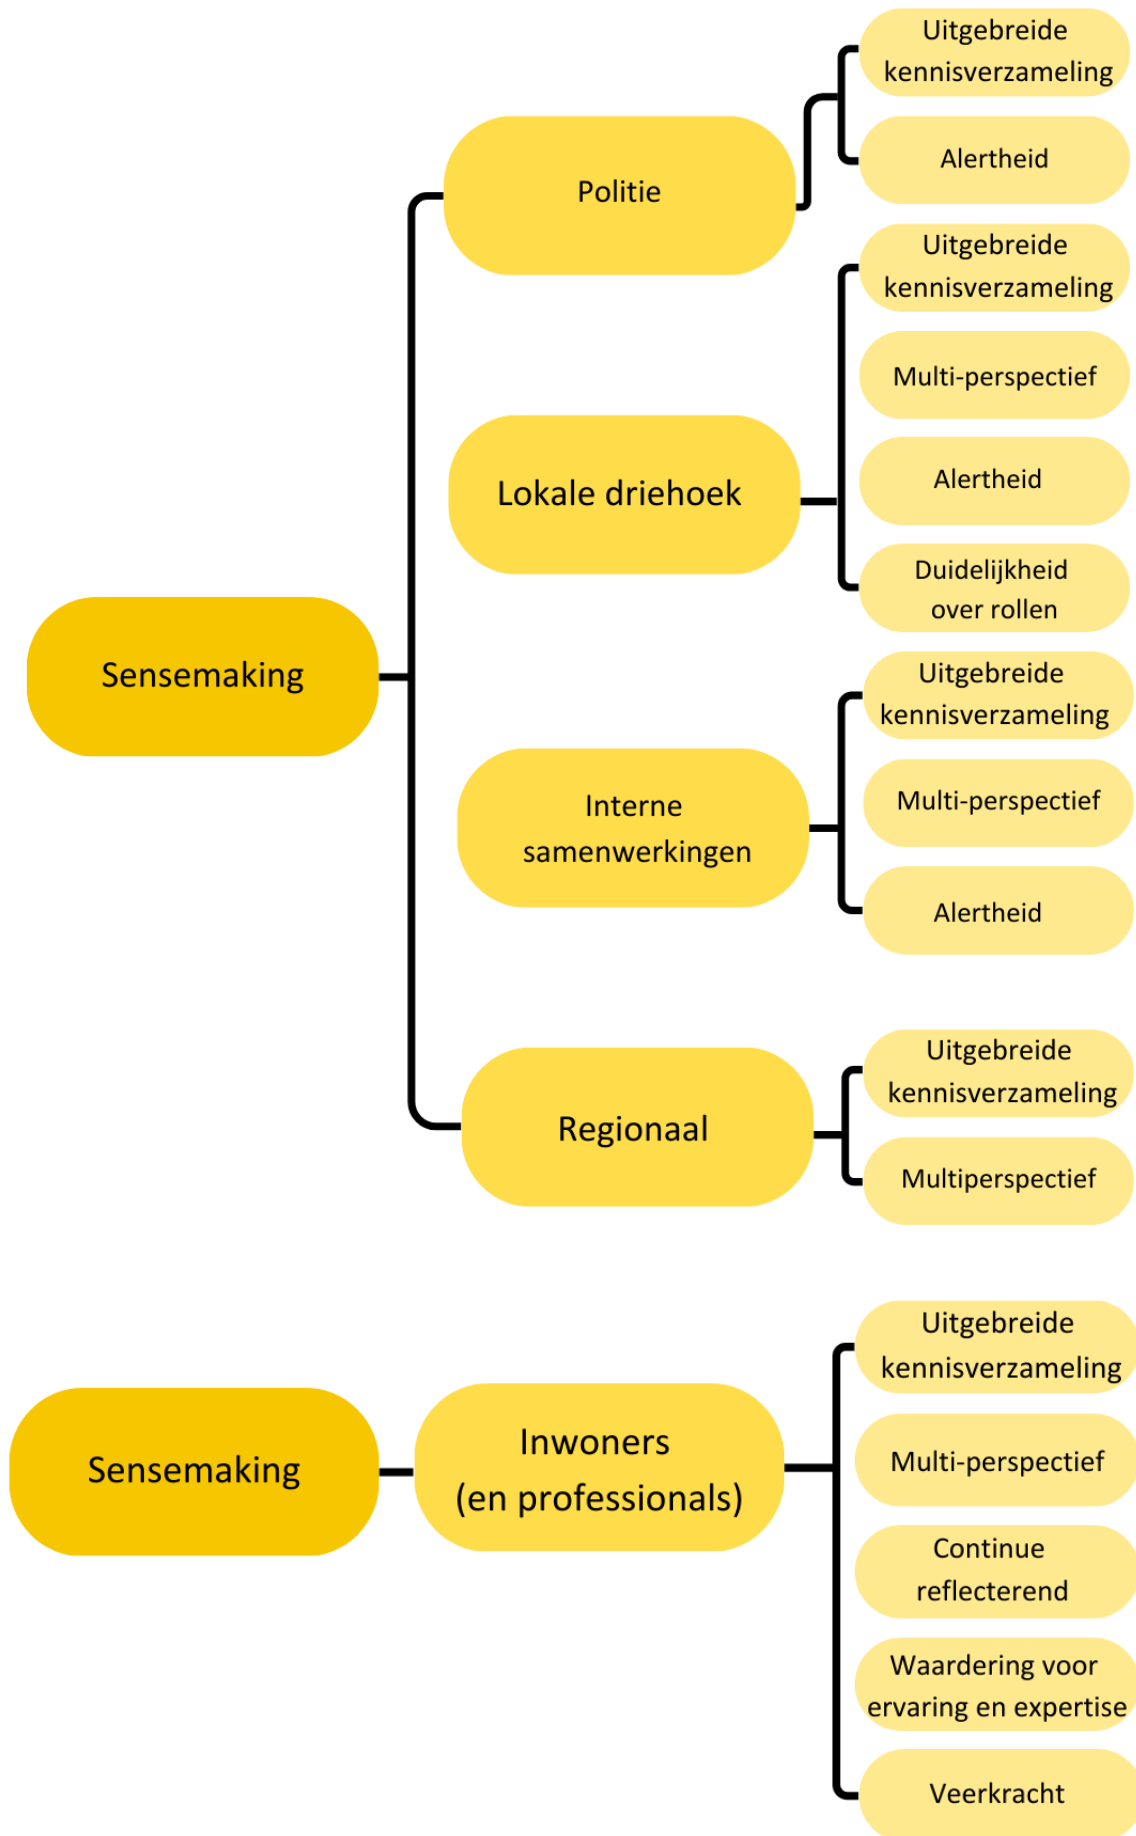 Sensemaking
Politie
Uitgebreide
kennisverzameling
Alertheid
Lokale driehoek
Uitgebreide
kennisverzameling
Multi-perspectief
Alertheid
Duidelijkheid
over rollen
Interne
samenwerkingen
Uitgebreide
kennisverzameling
Multi-perspectief
Alertheid
Regionaal
Uitgebreide
kennisverzameling
Multiperspectief
Sensemaking
Inwoners
(en professionals)
Uitgebreide
kennisverzameling
Multi-perspectief
Continue
reflecterend
Waardering voor
ervaring en expertise
Veerkracht